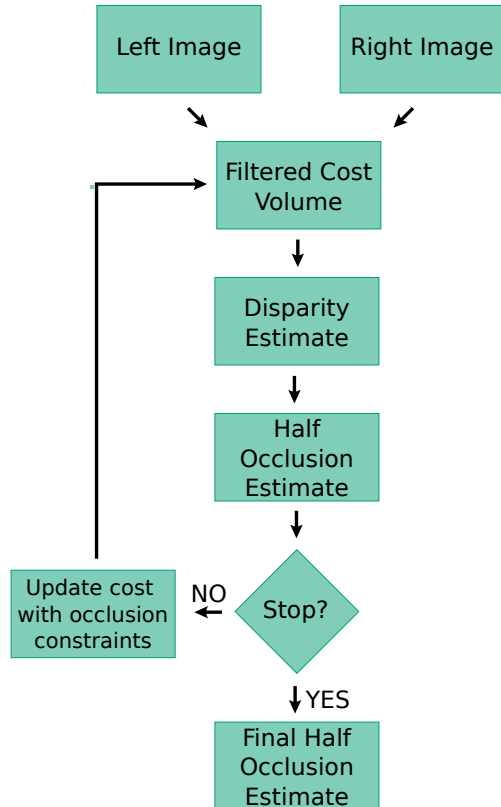 Left Image
Right Image
Filtered Cost
Volume
Disparity
Estimate
Half
Occlusion
Estimate
Stop?
NO
Update cost
with occlusion
constraints
YES
Final Half
Occlusion
Estimate